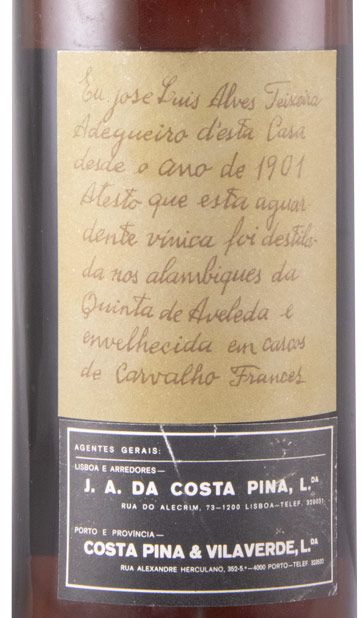 Eu. José Luis Alves Teixeira
Adegueiro d'esta Casa
desde o ano de 1901
Atesto que esta aguar-
dente vínica foi destila-
da nos alambiques da
Quinta de Aveleda e
envelhecida em cascos
de Carvalho Frances
AGENTES GERAIS:
LISBOA E ARREDORES —
J. A. DA COSTA PINA, L.DA
RUA DO ALECRIM, 73-1200 LISBOA-TELEF.
PORTO E PROVÍNCIA —
COSTA PINA & VILAVERDE, L.DA
RUA ALEXANDRE HERCULANO, 352-5.º-4000 PORTO-TELEF.